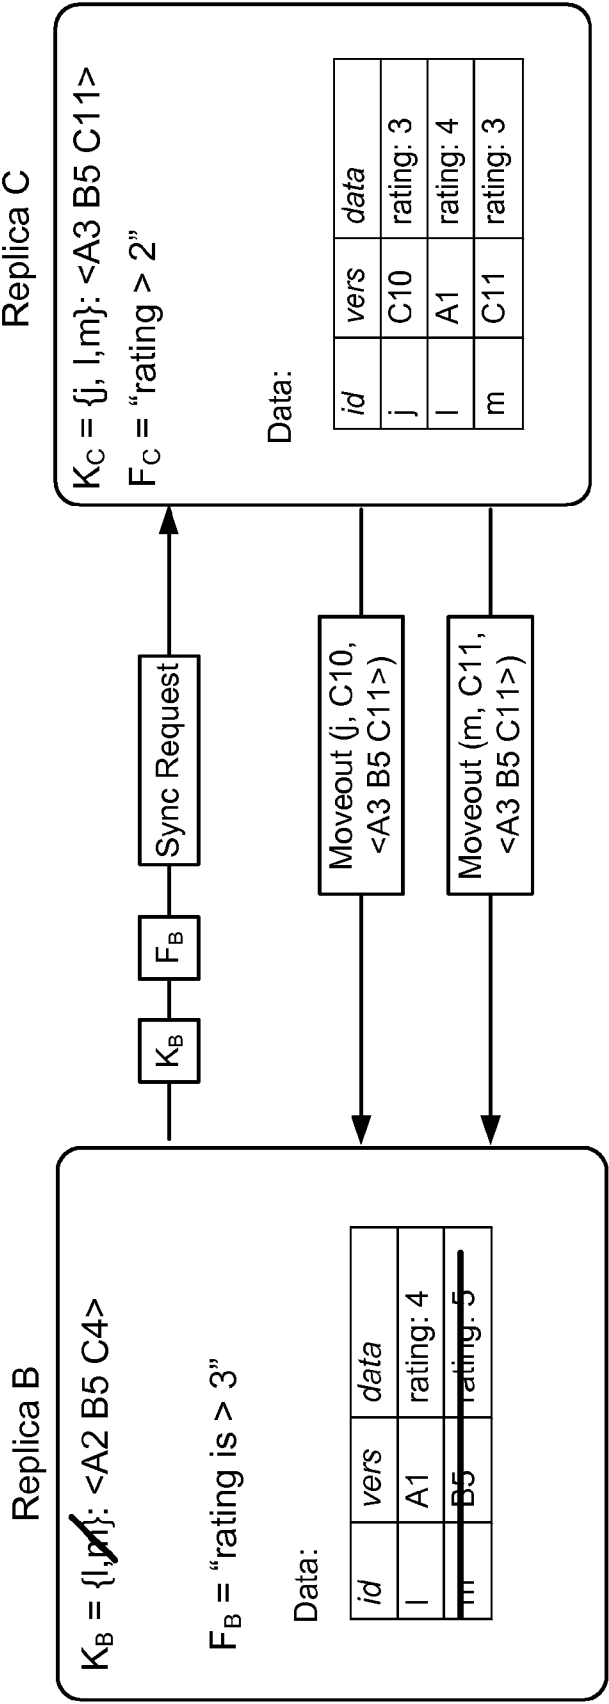 Replica B
K_B = {l,m}: <A2 B5 C4>
F_B = “rating is > 3”
Data:
id vers data
l A1 rating: 4
m B5 rating: 5
K_B
F_B
Sync Request
Moveout (j, C10,
<A3 B5 C11>)
Moveout (m, C11,
<A3 B5 C11>)
Replica C
K_C = {j, l,m}: <A3 B5 C11>
F_C = “rating > 2”
Data:
id vers data
j C10 rating: 3
l A1 rating: 4
m C11 rating: 3